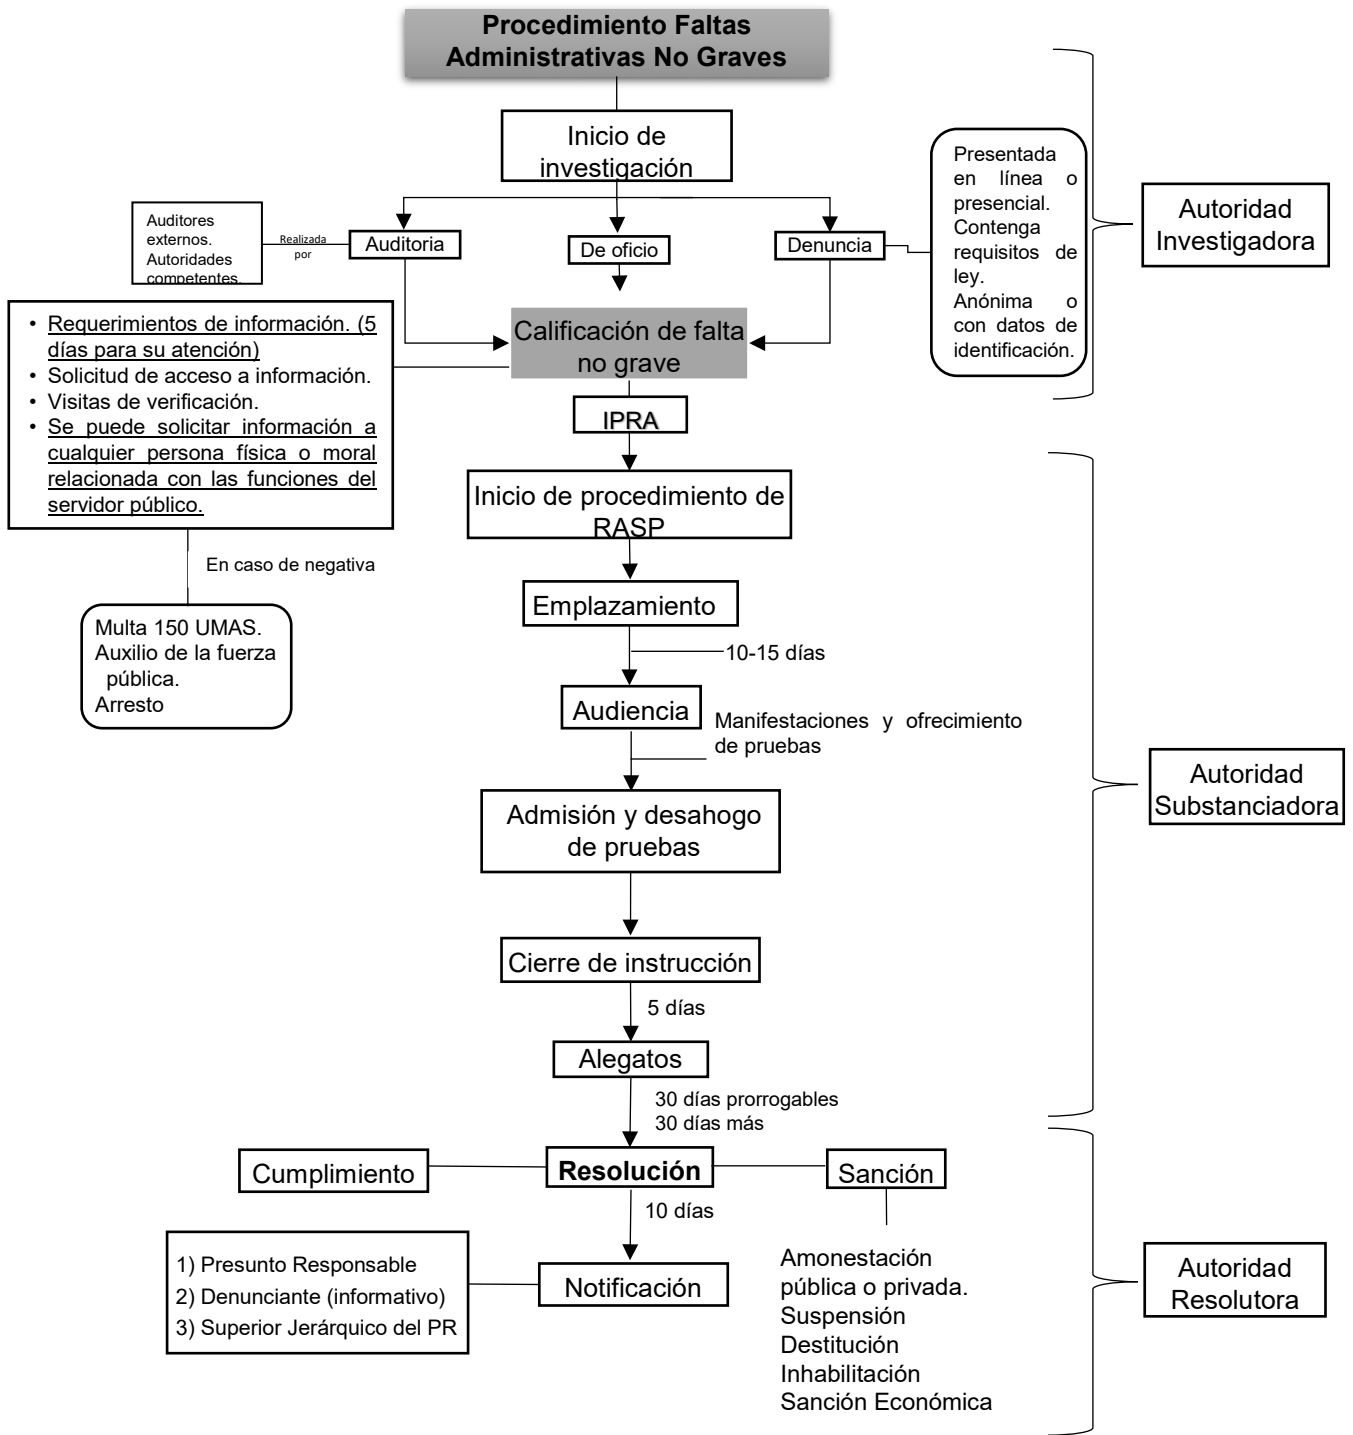 Procedimiento Faltas
Administrativas No Graves
Inicio de
investigación
Presentada
en línea o
presencial.
Contenga
requisitos de
ley.
Anónima o
con datos de
identificación.
Autoridad
Investigadora
Auditores
externos.
Autoridades
competentes.
Realizada
por
Auditoria
De oficio
Denuncia
• Requerimientos de información. (5
días para su atención)
• Solicitud de acceso a información.
• Visitas de verificación.
• Se puede solicitar información a
cualquier persona física o moral
relacionada con las funciones del
servidor público.
Calificación de falta
no grave
IPRA
Inicio de procedimiento de
RASP
En caso de negativa
Multa 150 UMAS.
Auxilio de la fuerza
pública.
Arresto
Emplazamiento
10-15 días
Audiencia
Manifestaciones y ofrecimiento
de pruebas
Autoridad
Substanciadora
Admisión y desahogo
de pruebas
Cierre de instrucción
5 días
Alegatos
30 días prorrogables
30 días más
Cumplimiento
Resolución
Sanción
10 días
1) Presunto Responsable
2) Denunciante (informativo)
3) Superior Jerárquico del PR
Notificación
Amonestación
pública o privada.
Suspensión
Destitución
Inhabilitación
Sanción Económica
Autoridad
Resolutora